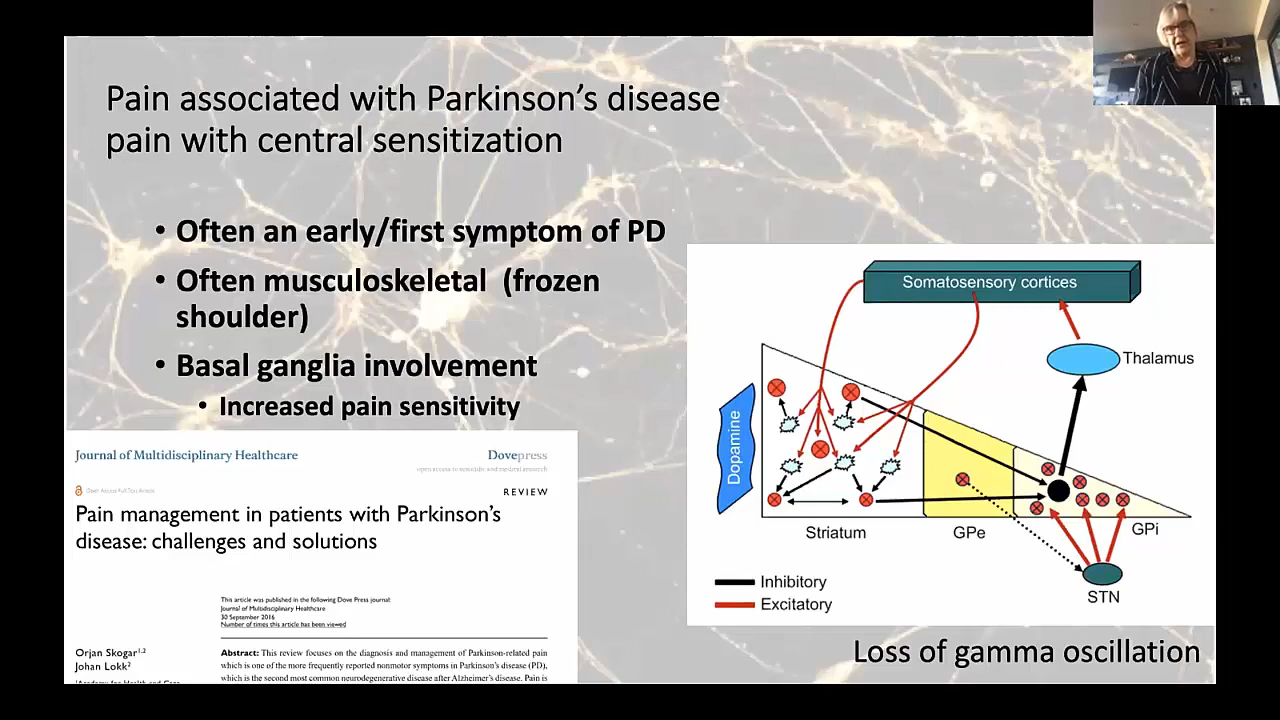 Pain associated with Parkinson's disease
pain with central sensitization
• Often an early/first symptom of PD
• Often musculoskeletal (frozen
shoulder)
• Basal ganglia involvement
• Increased pain sensitivity
Journal of Multidisciplinary Healthcare
Dovepress
open access to scientific and medical research
Open Access Full Text Article
REVIEW
Pain management in patients with Parkinson's
disease: challenges and solutions
This article was published in the following Dove Press journal:
Journal of Multidisciplinary Healthcare
30 September 2016
Number of times this article has been viewed
Orjan Skogar1,2
Johan Lokk2
Abstract: This review focuses on the diagnosis and management of Parkinson-related pain
which is one of the more frequently reported nonmotor symptoms in Parkinson's disease (PD),
which is the second most common neurodegenerative disease after Alzheimer's disease. Pain is
Somatosensory cortices
Thalamus
Dopamine
Striatum
GPe
GPi
STN
Inhibitory
Excitatory
Loss of gamma oscillation